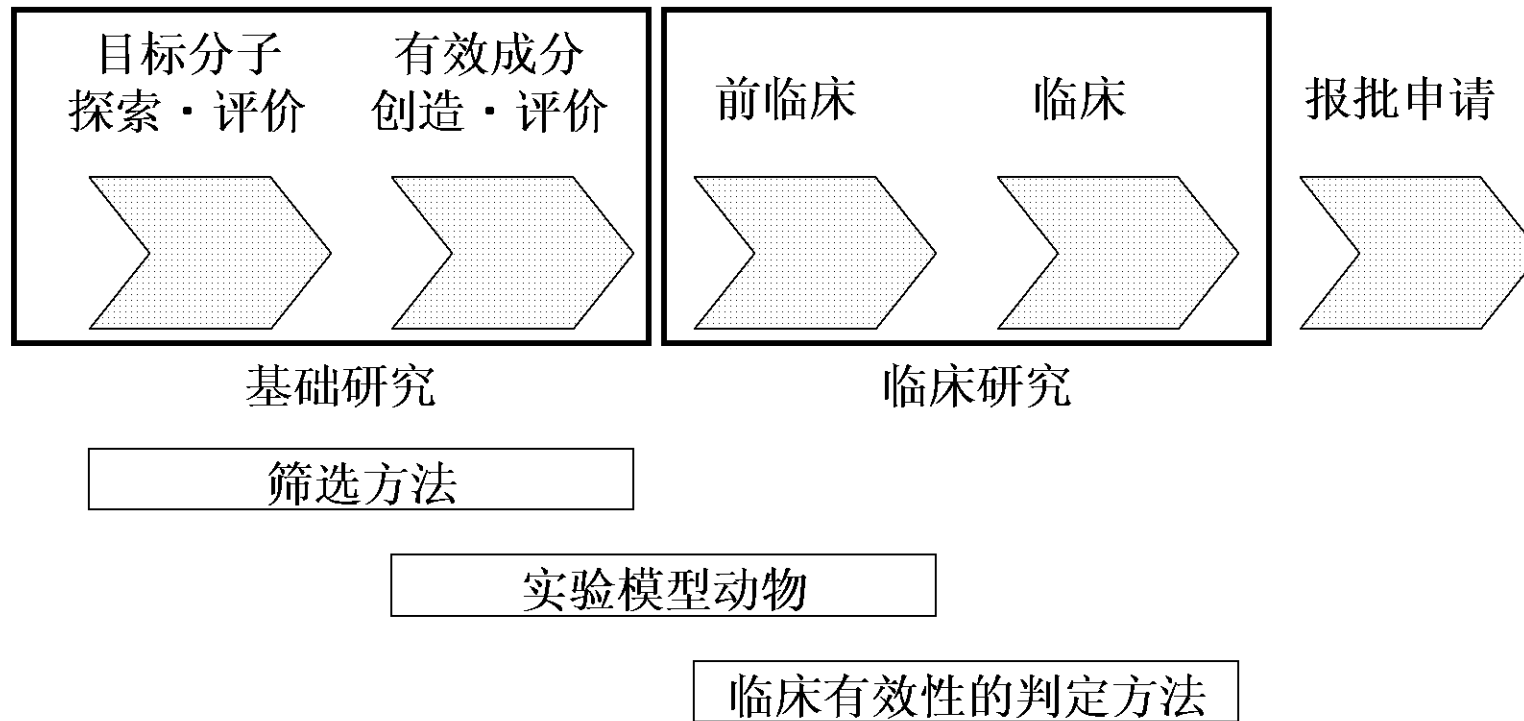 目标分子
探索・评价
有效成分
创造・评价
前临床
临床
报批申请
基础研究
临床研究
筛选方法
实验模型动物
临床有效性的判定方法